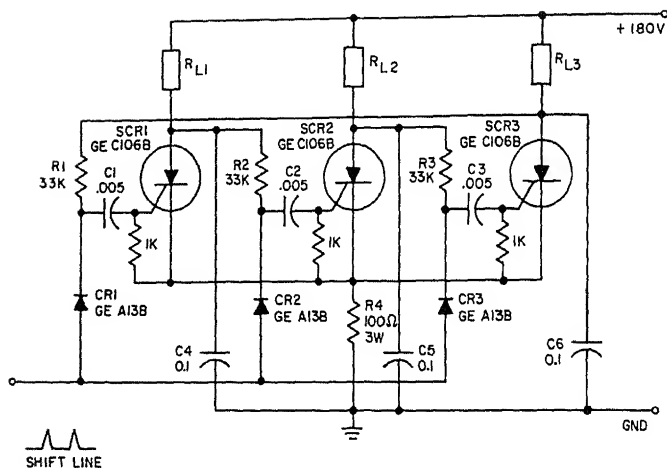 +180V
RL1
RL2
RL3
SCR1
GE C106B
SCR2
GE C106B
SCR3
GE C106B
R1
33K
C1
.005
R2
33K
C2
.005
R3
33K
C3
.005
1K
1K
1K
CR1
GE A13B
CR2
GE A13B
R4
100Ω
3W
CR3
GE A13B
C4
0.1
C5
0.1
C6
0.1
GND
SHIFT LINE